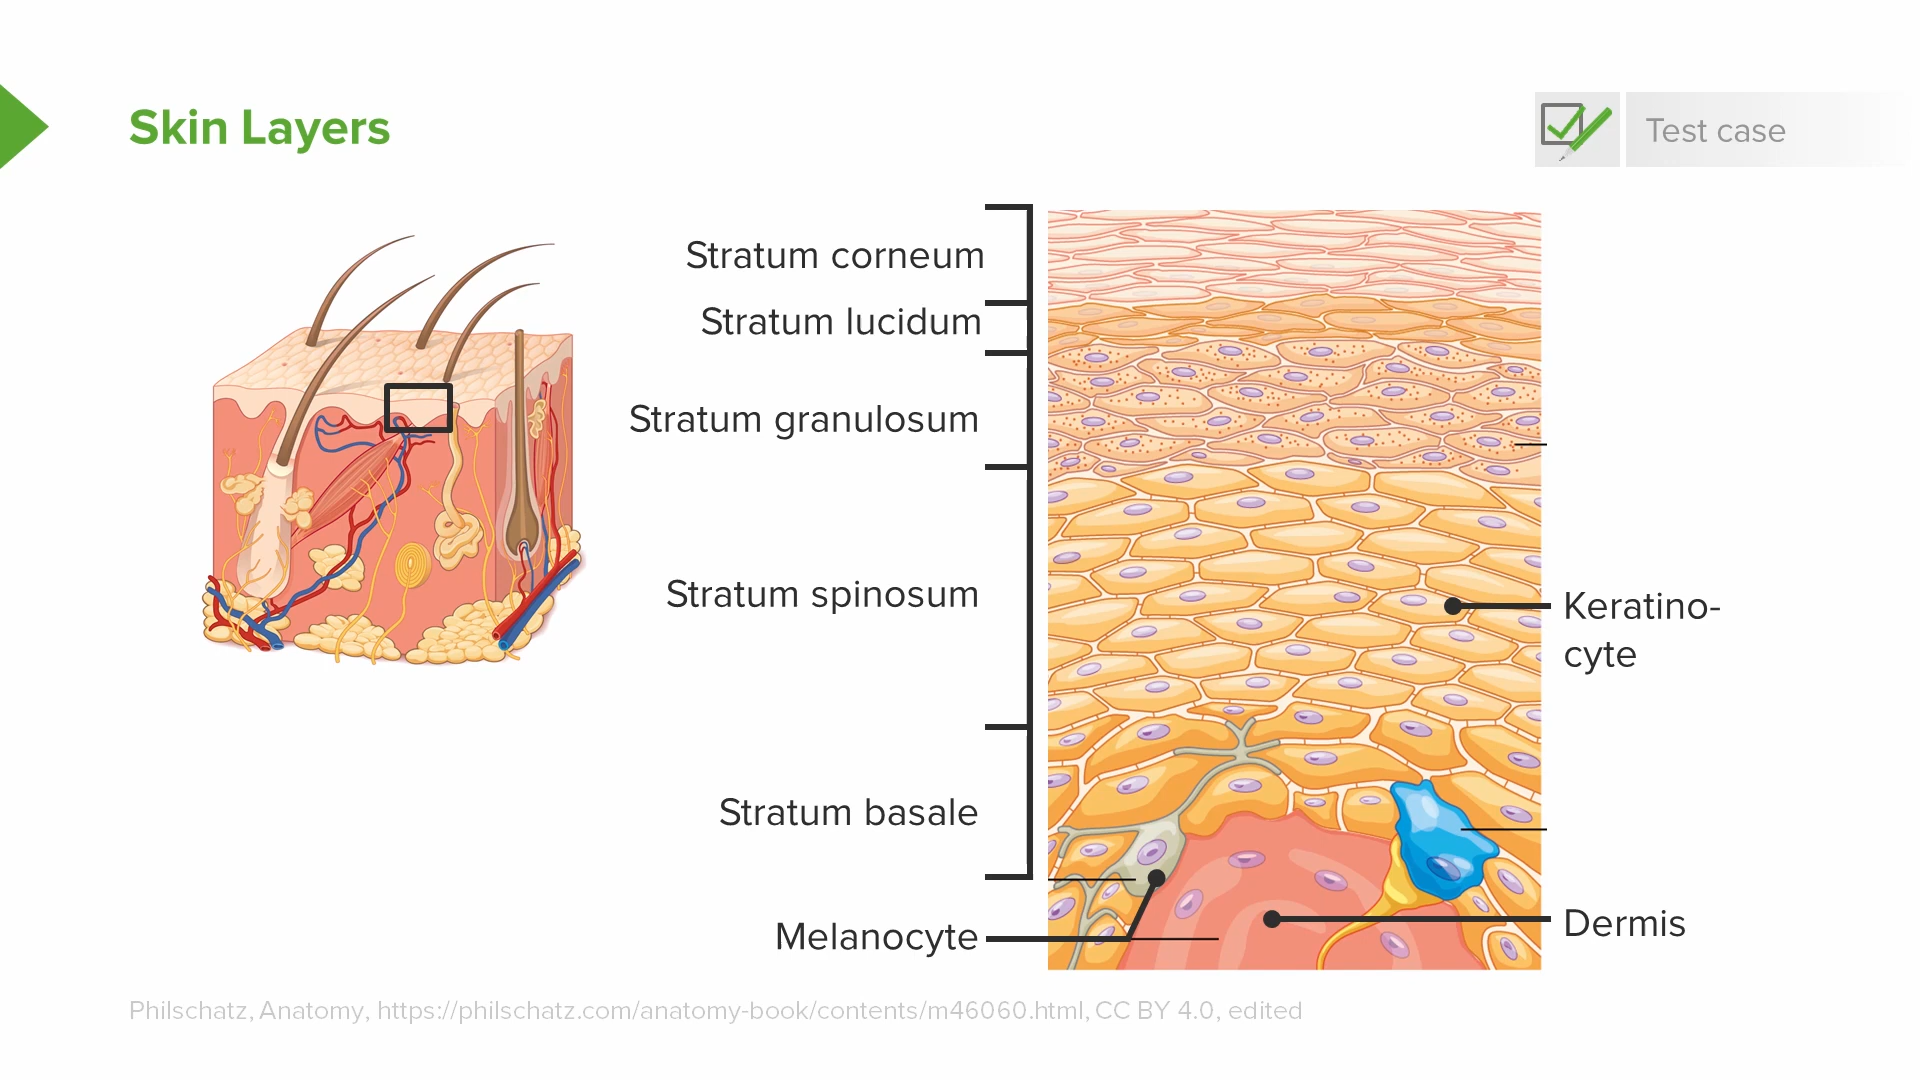 Skin Layers
Test case
Stratum corneum
Stratum lucidum
Stratum granulosum
Stratum spinosum
Keratino-
cyte
Stratum basale
Melanocyte
Dermis
Philschatz, Anatomy, https://philschatz.com/anatomy-book/contents/m46060.html, CC BY 4.0, edited